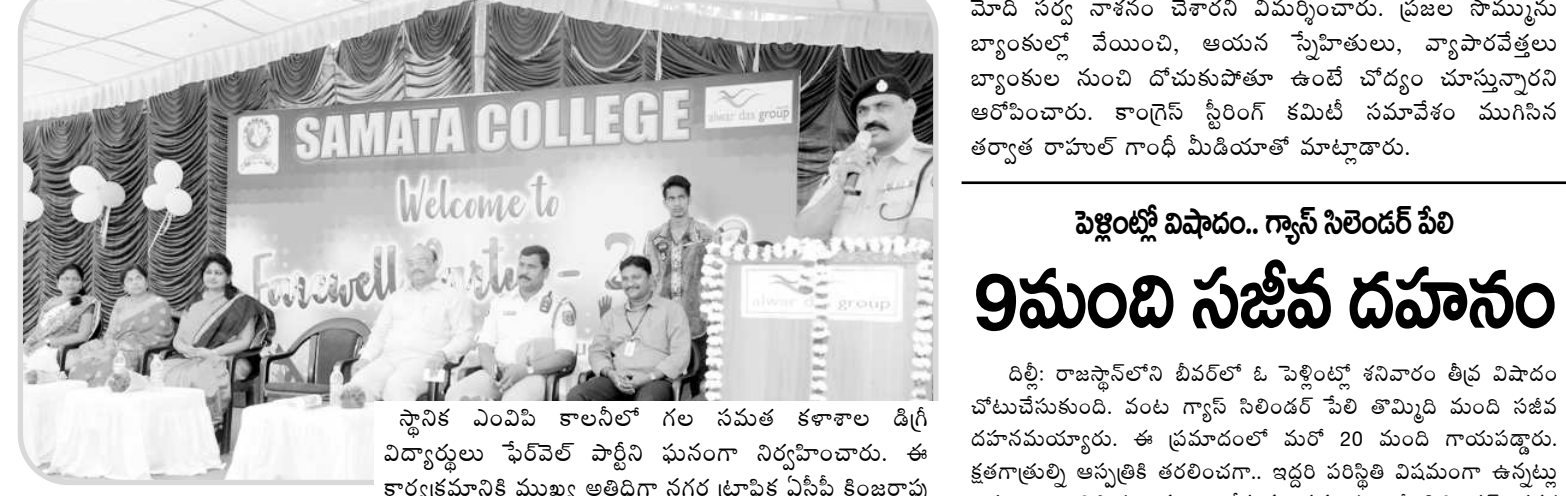 SAMATA COLLEGE
alwar das group
Welcome to
Farewell Party - 2
alwar das group
స్థానిక ఎంవిపి కాలనీలో గల సమత కళాశాల డిగ్రీ
విద్యార్థులు ఫేర్‌వెల్ పార్టీని ఘనంగా నిర్వహించారు. ఈ
కార్యక్రమానికి ముఖ్య అతిథిగా నగర ట్రాఫిక ఏసీపీ కింజరాపు
మోదీ సర్వ నాశనం చేశారని విమర్శించారు. ప్రజల సొమ్మును
బ్యాంకుల్లో వేయించి, ఆయన స్నేహితులు, వ్యాపారవేత్తలు
బ్యాంకుల నుంచి దోచుకుపోతూ ఉంటే చోద్యం చూస్తున్నారని
ఆరోపించారు. కాంగ్రెస్ స్టీరింగ్ కమిటీ సమావేశం ముగిసిన
తర్వాత రాహుల్ గాంధీ మీడియాతో మాట్లాడారు.
పెళ్లింట్లో విషాదం.. గ్యాస్ సిలెండర్ పేలి
9మంది సజీవ దహనం
దిల్లీ: రాజస్థాన్‌లోని బీవర్‌లో ఓ పెళ్లింట్లో శనివారం తీవ్ర విషాదం
చోటుచేసుకుంది. వంట గ్యాస్ సిలిండర్ పేలి తొమ్మిది మంది సజీవ
దహనమయ్యారు. ఈ ప్రమాదంలో మరో 20 మంది గాయపడ్డారు.
క్షతగాత్రుల్ని ఆస్పత్రికి తరలించగా.. ఇద్దరి పరిస్థితి విషమంగా ఉన్నట్లు